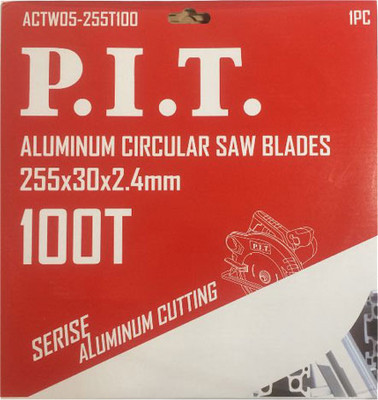 ACTW05-255T100
1PC
P.I.T.
ALUMINUM CIRCULAR SAW BLADES
255x30x2.4mm
100T
P.I.T.
SERISE
ALUMINUM CUTTING